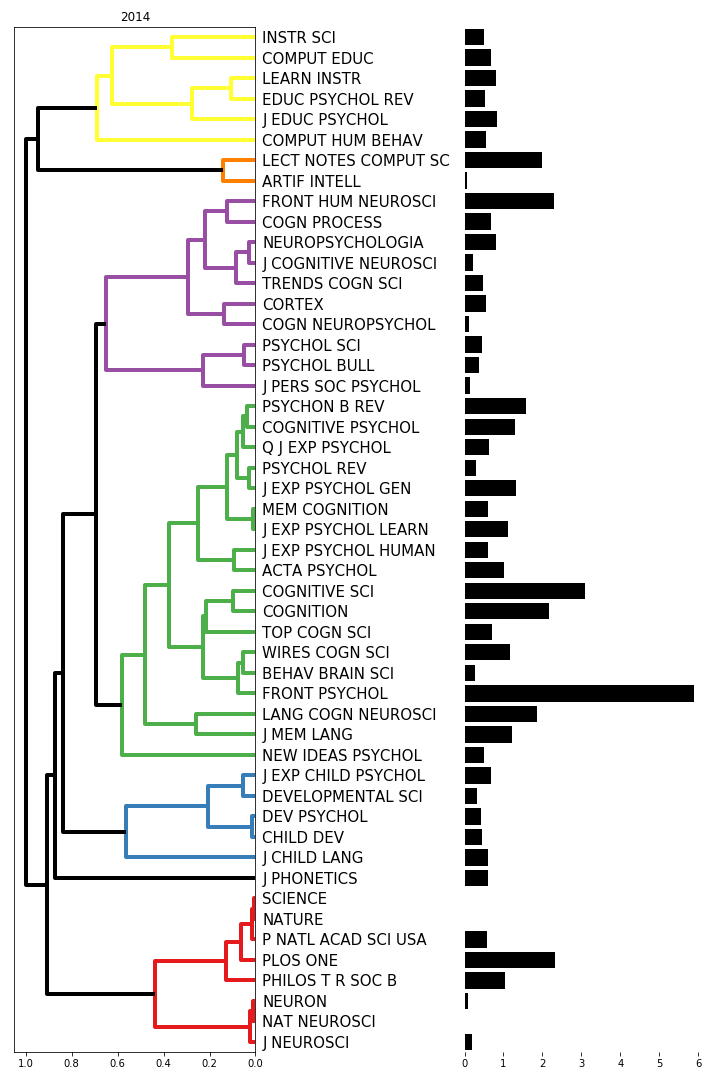 2014
INSTR SCI
COMPUT EDUC
LEARN INSTR
EDUC PSYCHOL REV
J EDUC PSYCHOL
COMPUT HUM BEHAV
LECT NOTES COMPUT SC
ARTIF INTELL
FRONT HUM NEUROSCI
COGN PROCESS
NEUROPSYCHOLOGIA
J COGNITIVE NEUROSCI
TRENDS COGN SCI
CORTEX
COGN NEUROPSYCHOL
PSYCHOL SCI
PSYCHOL BULL
J PERS SOC PSYCHOL
PSYCHON B REV
COGNITIVE PSYCHOL
Q J EXP PSYCHOL
PSYCHOL REV
J EXP PSYCHOL GEN
MEM COGNITION
J EXP PSYCHOL LEARN
J EXP PSYCHOL HUMAN
ACTA PSYCHOL
COGNITIVE SCI
COGNITION
TOP COGN SCI
WIRES COGN SCI
BEHAV BRAIN SCI
FRONT PSYCHOL
LANG COGN NEUROSCI
J MEM LANG
NEW IDEAS PSYCHOL
J EXP CHILD PSYCHOL
DEVELOPMENTAL SCI
DEV PSYCHOL
CHILD DEV
J CHILD LANG
J PHONETICS
SCIENCE
NATURE
P NATL ACAD SCI USA
PLOS ONE
PHILOS T R SOC B
NEURON
NAT NEUROSCI
J NEUROSCI
1.0 0.8 0.6 0.4 0.2 0.0 0 1 2 3 4 5 6